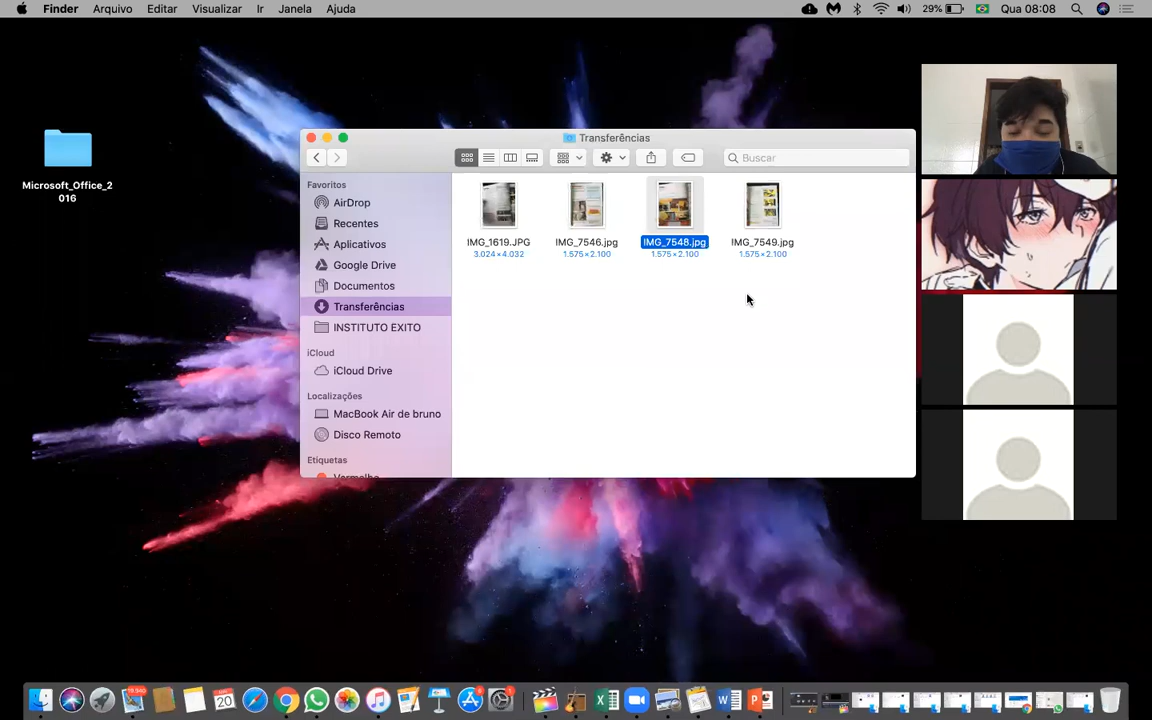 Finder Arquivo Editar Visualizar Ir Janela Ajuda 29% Qua 08:08
Microsoft_Office_2
016
Transferências
Buscar
Favoritos
AirDrop
Recentes
Aplicativos
Google Drive
Documentos
Transferências
INSTITUTO EXITO
iCloud
iCloud Drive
Localizações
MacBook Air de bruno
Disco Remoto
Etiquetas
Vermelho
IMG_1619.JPG
3.024×4.032
IMG_7546.jpg
1.575×2.100
IMG_7548.jpg
1.575×2.100
IMG_7549.jpg
1.575×2.100